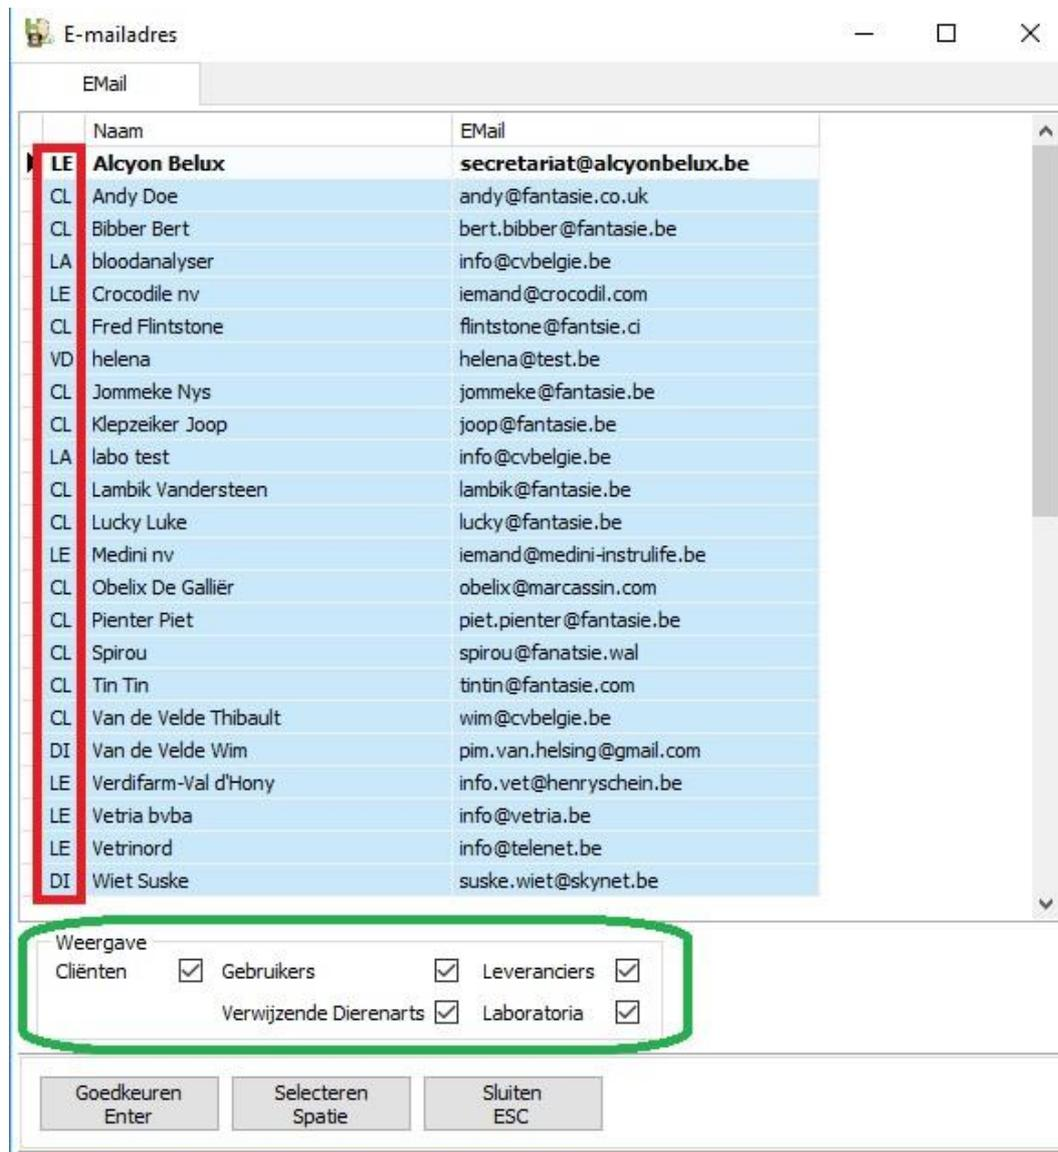 E-mailadres
EMail
Naam EMail
LE Alcyon Belux secretariat@alcyonbelux.be
CL Andy Doe andy@fantasie.co.uk
CL Bibber Bert bert.bibber@fantasie.be
LA bloodanalyser info@cvbelgie.be
LE Crocodile nv iemand@crocodil.com
CL Fred Flintstone flintstone@fantsie.ci
VD helena helena@test.be
CL Jommeke Nys jommeke@fantasie.be
CL Klepzeiker Joop joop@fantasie.be
LA labo test info@cvbelgie.be
CL Lambik Vandersteen lambik@fantasie.be
CL Lucky Luke lucky@fantasie.be
LE Medini nv iemand@medini-instrulife.be
CL Obelix De Galliër obelix@marcassin.com
CL Pienter Piet piet.pienter@fantasie.be
CL Spirou spirou@fanatsie.wal
CL Tin Tin tintin@fantasie.com
CL Van de Velde Thibault wim@cvbelgie.be
DI Van de Velde Wim pim.van.helsing@gmail.com
LE Verdifarm-Val d'Hony info.vet@henryschein.be
LE Vetria bvba info@vetria.be
LE Vetrinord info@telenet.be
DI Wiet Suske suske.wiet@skynet.be
Weergave
Cliënten Gebruikers Leveranciers
Verwijzende Dierenarts Laboratoria
Goedkeuren Selecteren Sluiten
Enter Spatie ESC